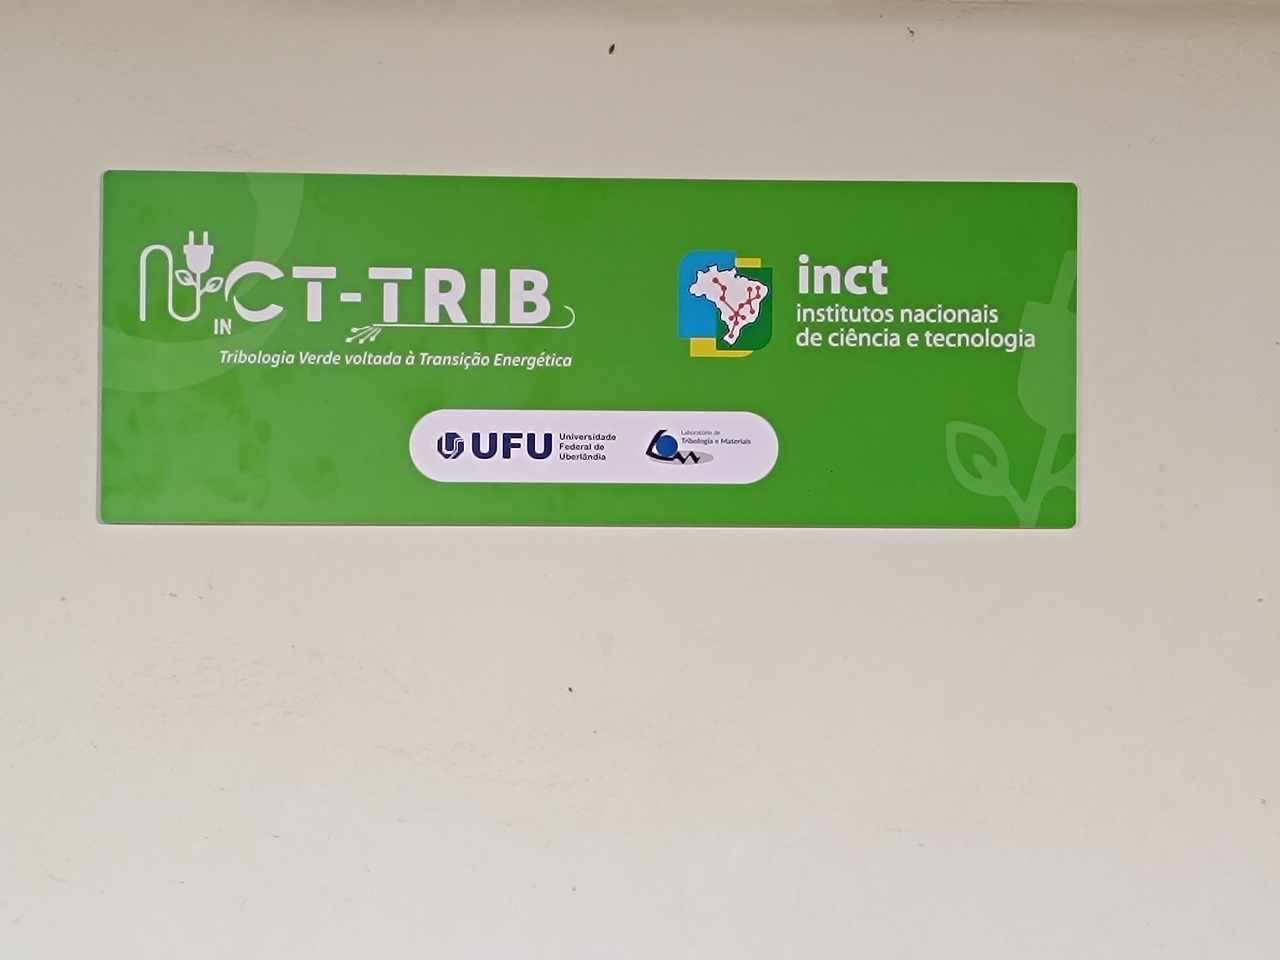 INCT-TRIB
Tribologia Verde voltada à Transição Energética
inct
institutos nacionais
de ciência e tecnologia
UFU
Universidade
Federal de
Uberlândia
Laboratório de
Tribologia e Materiais